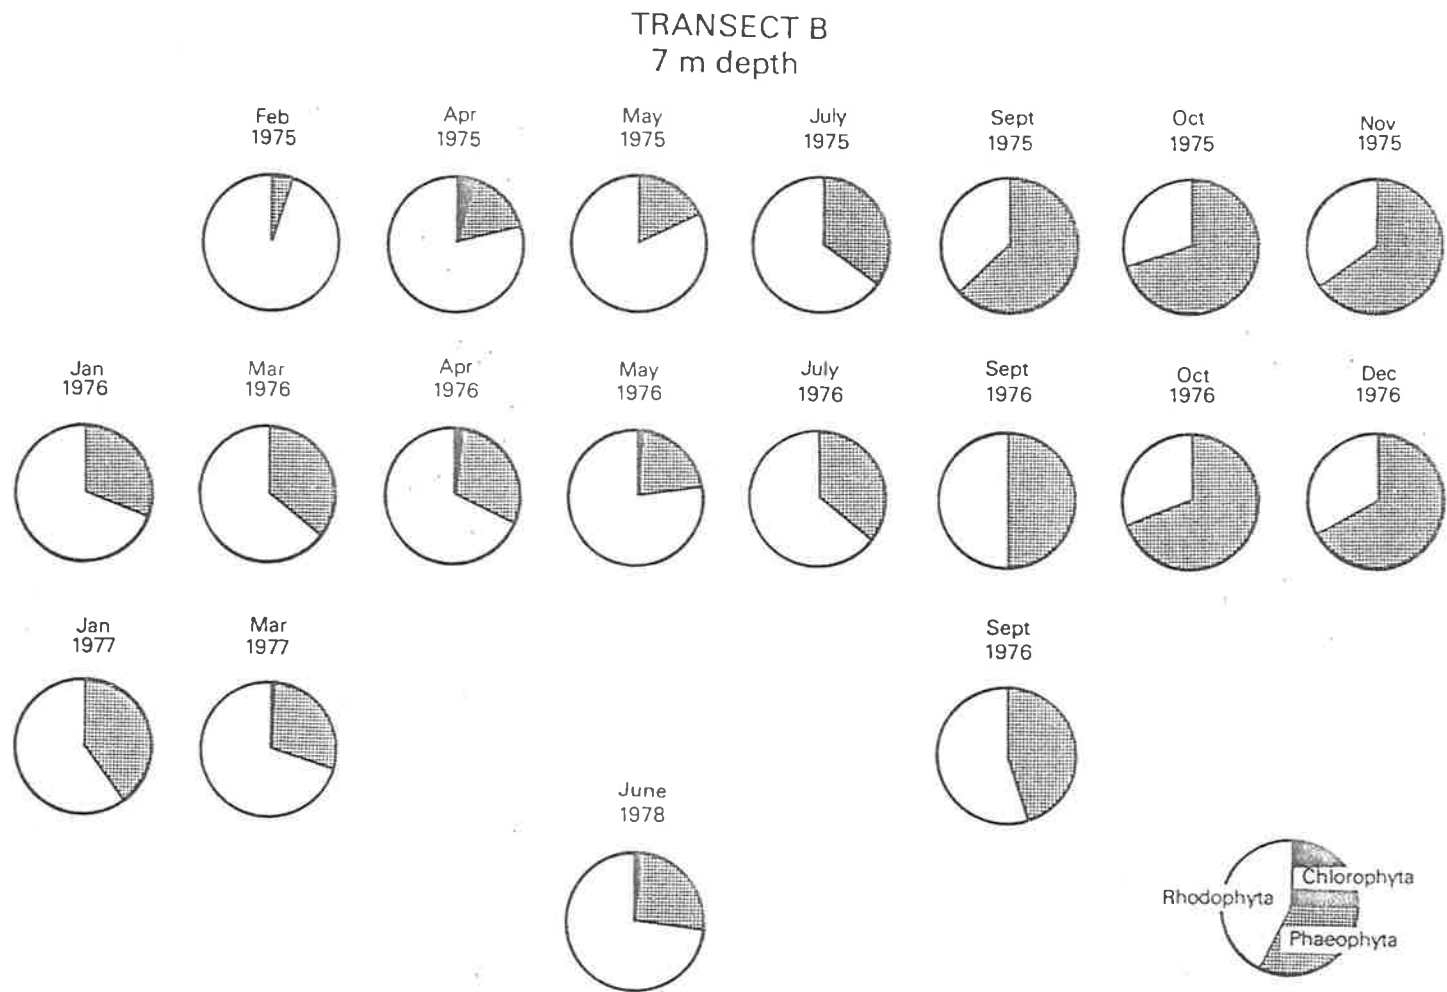 TRANSECT B
7 m depth
Feb
1975
Apr
1975
May
1975
July
1975
Sept
1975
Oct
1975
Nov
1975
Jan
1976
Mar
1976
Apr
1976
May
1976
July
1976
Sept
1976
Oct
1976
Dec
1976
Jan
1977
Mar
1977
Sept
1976
June
1978
Chlorophyta
Rhodophyta
Phaeophyta